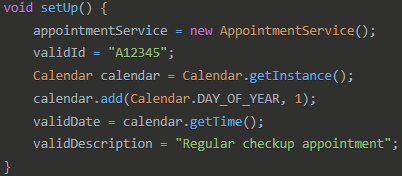 void setUp() {
    appointmentService = new AppointmentService();
    validId = "A12345";
    Calendar calendar = Calendar.getInstance();
    calendar.add(Calendar.DAY_OF_YEAR, 1);
    validDate = calendar.getTime();
    validDescription = "Regular checkup appointment";
}